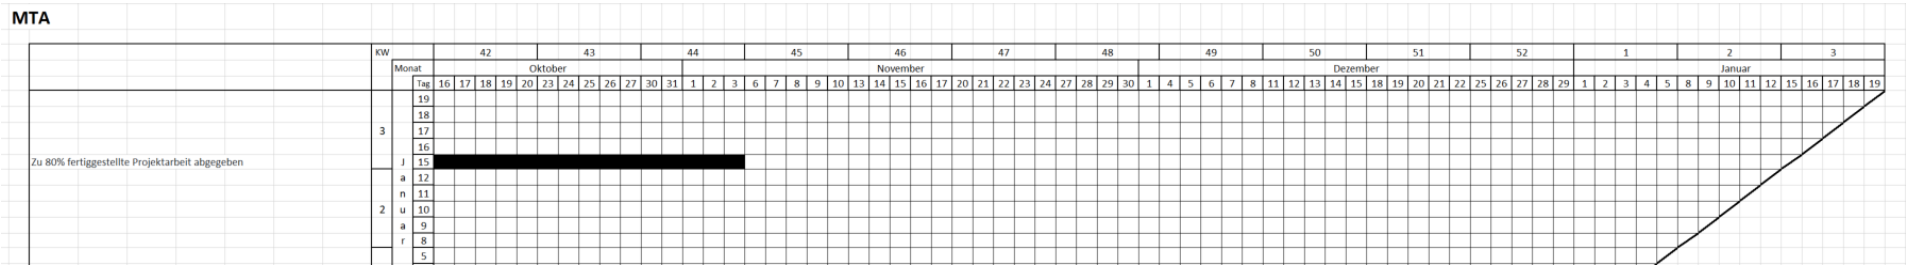 MTA
KW 42 43 44 45 46 47 48 49 50 51 52 1 2 3
Monat Oktober November Dezember Januar
Tag 16 17 18 19 20 23 24 25 26 27 30 31 1 2 3 6 7 8 9 10 13 14 15 16 17 20 21 22 23 24 27 28 29 30 1 4 5 6 7 8 11 12 13 14 15 18 19 20 21 22 25 26 27 28 29 1 2 3 4 5 8 9 10 11 12 15 16 17 18 19
19
18
3 17
16
Zu 80% fertiggestellte Projektarbeit abgegeben J 15
a 12
n 11
2 u 10
a 9
r 8
5